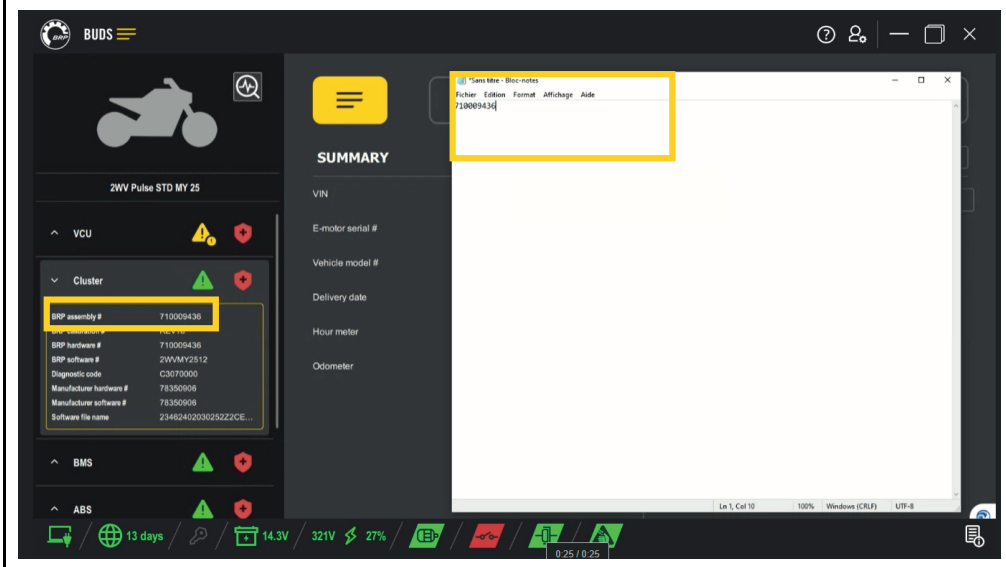 BRP
BUDS
2WV Pulse STD MY 25
VCU
1
Cluster
BRP assembly # 710009436
BRP hardware # 710009436
BRP software # 2WVMY2512
Diagnostic code C3070000
Manufacturer hardware # 78350906
Manufacturer software # 78350906
Software file name 23462402030252Z2CE...
BMS
ABS
SUMMARY
VIN
E-motor serial #
Vehicle model #
Delivery date
Hour meter
Odometer
*Sans titre - Bloc-notes
Fichier Edition Format Affichage Aide
710009436
Ln 1, Col 10 100% Windows (CRLF) UTF-8
13 days 14.3V 321V 27%
0:25 / 0:25